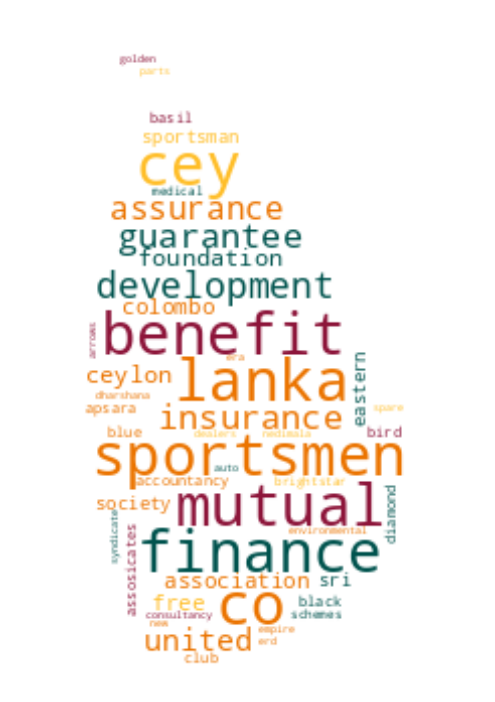 golden
parts
basil
sportsman
cey
medical
assurance
guarantee
foundation
development
colombo
benefit
arrows
era
lanka
eastern
ceylon
dharshana
apsara
insurance
spare
blue
dealers
nedimala
bird
sportsmen
auto
accountancy
brightstar
mutual
diamond
society
syndicate
environmental
assosicates
finance
association
sri
free
co
black
consultancy
schemes
new
united
empire
erd
club